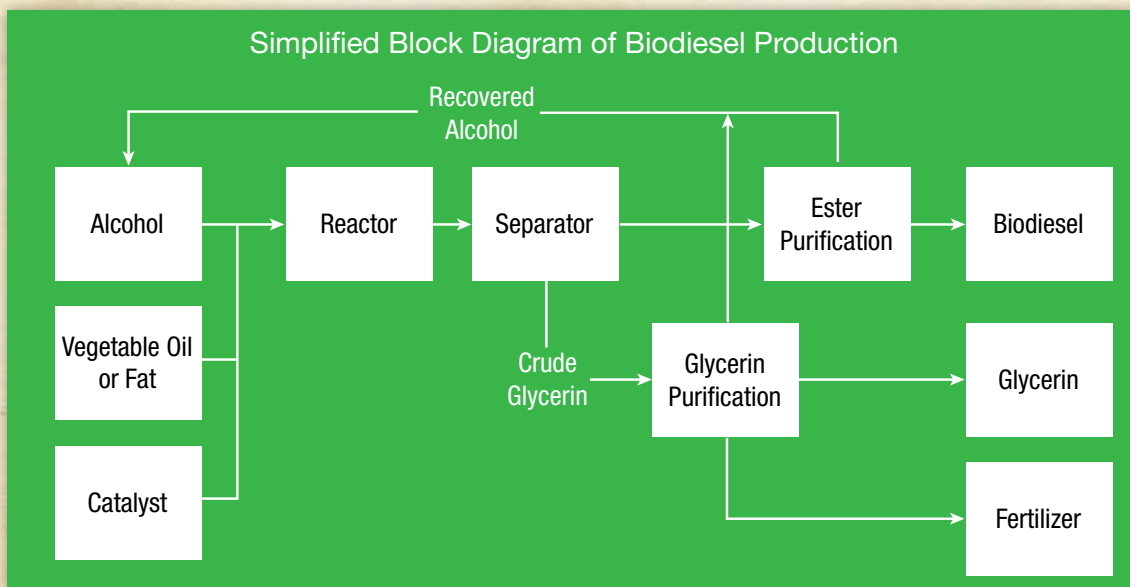 Simplified Block Diagram of Biodiesel Production
Recovered
Alcohol
Alcohol
Reactor
Separator
Ester
Purification
Biodiesel
Vegetable Oil
or Fat
Crude
Glycerin
Glycerin
Purification
Glycerin
Catalyst
Fertilizer